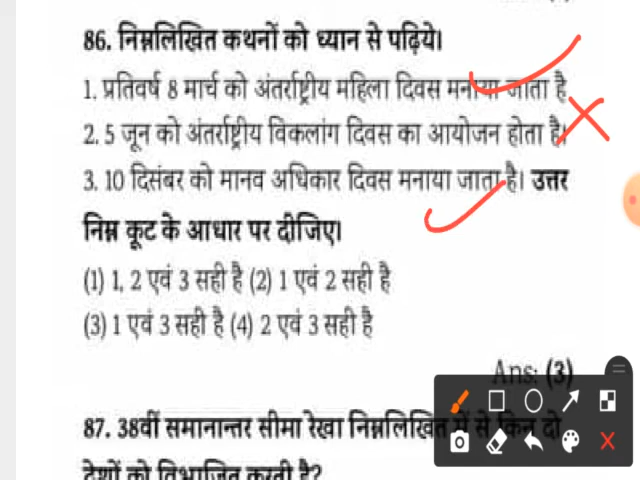 86. निम्नलिखित कथनों को ध्यान से पढ़िये।
1. प्रतिवर्ष 8 मार्च को अंतर्राष्ट्रीय महिला दिवस मनाया जाता है
2. 5 जून को अंतर्राष्ट्रीय विकलांग दिवस का आयोजन होता है।
3. 10 दिसंबर को मानव अधिकार दिवस मनाया जाता है। उत्तर
निम्न कूट के आधार पर दीजिए।
(1) 1, 2 एवं 3 सही है (2) 1 एवं 2 सही है
(3) 1 एवं 3 सही है (4) 2 एवं 3 सही है
Ans: (3)
87. 38वीं समानान्तर सीमा रेखा निम्नलिखित में से किन दो
देशों को विभाजित करती है?